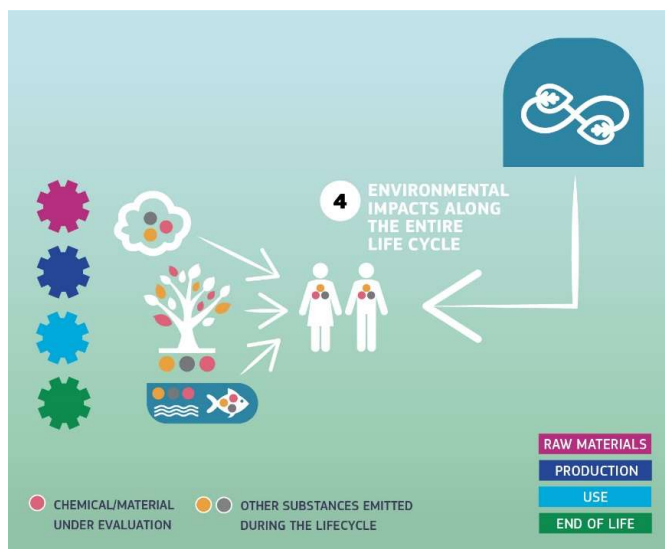 4
ENVIRONMENTAL
IMPACTS ALONG
THE ENTIRE
LIFE CYCLE
RAW MATERIALS
PRODUCTION
USE
END OF LIFE
CHEMICAL/MATERIAL
UNDER EVALUATION
OTHER SUBSTANCES EMITTED
DURING THE LIFECYCLE